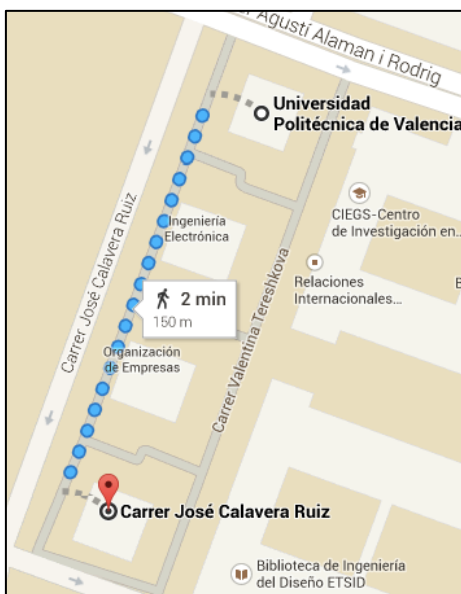 Agustí Alaman i Rodrig
Universidad
Politécnica de Valencia
Carrer José Calavera Ruiz
CIEGS-Centro
de Investigación en...
Ingeniería
Electrónica
Relaciones
Internacionales...
2 min
150 m
Organización
de Empresas
Carrer Valentina Tereshkova
Carrer José Calavera Ruiz
Biblioteca de Ingeniería
del Diseño ETSID